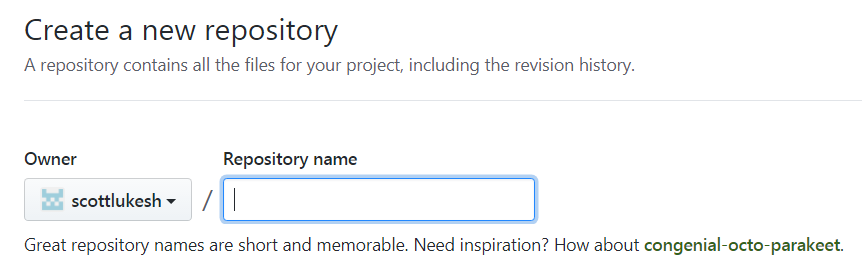 Create a new repository
A repository contains all the files for your project, including the revision history.
Owner Repository name
scottlukesh /
Great repository names are short and memorable. Need inspiration? How about congenial-octo-parakeet.